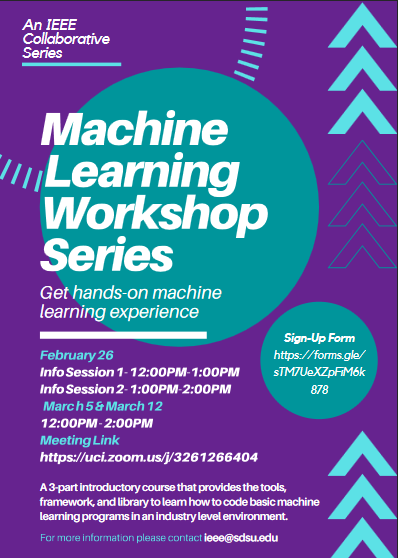 An IEEE
Collaborative
Series
Machine
Learning
Workshop
Series
Get hands-on machine
learning experience
Sign-Up Form
https://forms.gle/
sTM7UeXZpFiM6k
878
February 26
Info Session 1- 12:00PM-1:00PM
Info Session 2- 1:00PM-2:00PM
March 5 & March 12
12:00PM - 2:00PM
Meeting Link
https://uci.zoom.us/j/3261266404
A 3-part introductory course that provides the tools,
framework, and library to learn how to code basic machine
learning programs in an industry level environment.
For more information please contact ieee@sdsu.edu